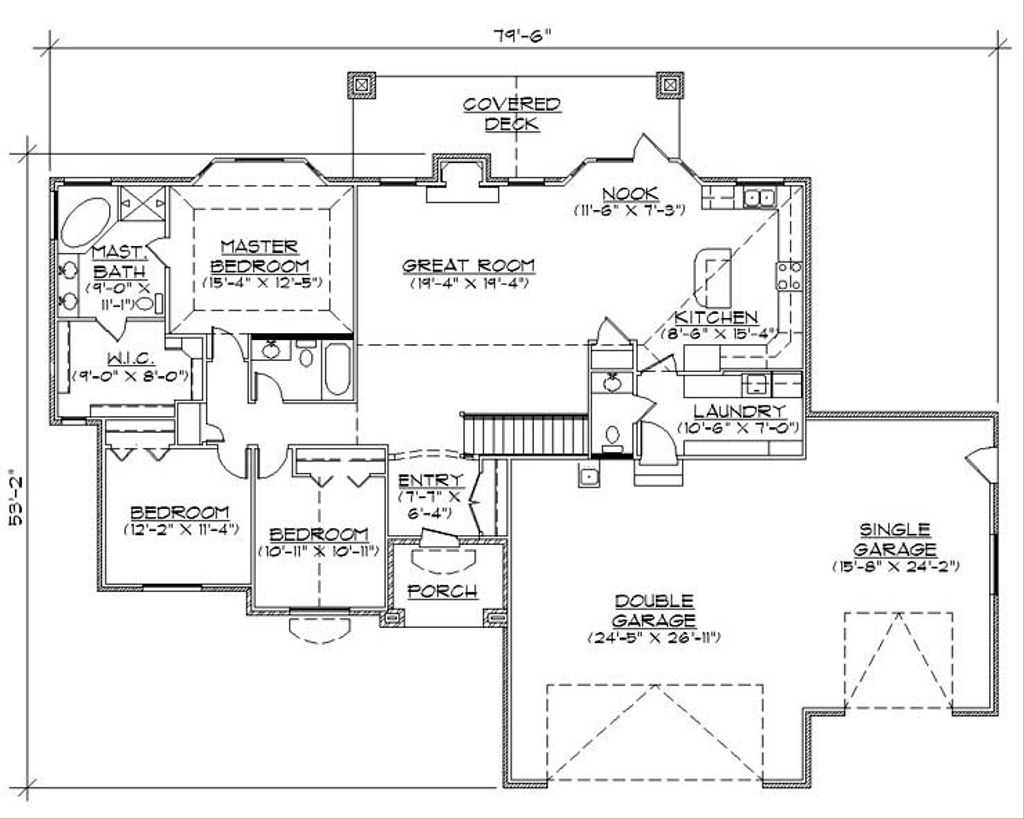 79'-6"
COVERED
DECK
NOOK
(11'-6" X 7'-3")
MAST.
BATH
(9'-0" X
11'-1")
MASTER
BEDROOM
(15'-4" X 12'-5")
GREAT ROOM
(19'-4" X 19'-4")
KITCHEN
(8'-6" X 15'-4")
W.I.C.
(9'-0" X 8'-0")
LAUNDRY
(10'-6" X 7'-0")
53'-2"
ENTRY
(7'-7" X
6'-4")
BEDROOM
(12'-2" X 11'-4")
BEDROOM
(10'-11" X 10'-11")
SINGLE
GARAGE
(15'-8" X 24'-2")
PORCH
DOUBLE
GARAGE
(24'-5" X 26'-11")